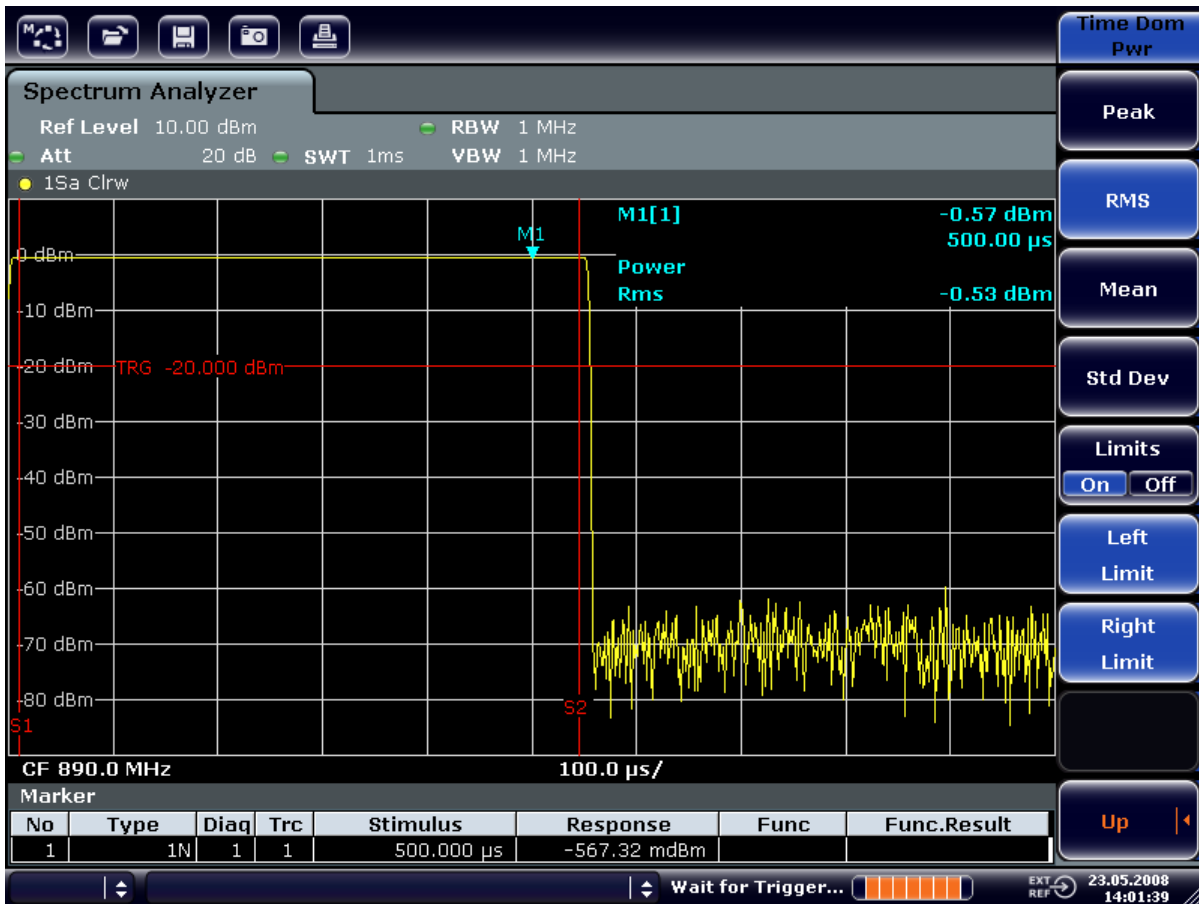 Time Dom
Pwr
Spectrum Analyzer
Ref Level 10.00 dBm RBW 1 MHz
Att 20 dB SWT 1ms VBW 1 MHz
1Sa Clrw
M1[1] -0.57 dBm
500.00 µs
Power
Rms -0.53 dBm
M1
0 dBm
-10 dBm
-20 dBm TRG -20.000 dBm
-30 dBm
-40 dBm
-50 dBm
-60 dBm
-70 dBm
-80 dBm
S1
S2
CF 890.0 MHz 100.0 µs/
Marker
No Type Diaq Trc Stimulus Response Func Func.Result
1 1N 1 1 500.000 µs -567.32 mdBm
Wait for Trigger... EXT REF 23.05.2008
14:01:39
Peak
RMS
Mean
Std Dev
Limits
On Off
Left
Limit
Right
Limit
Up
M